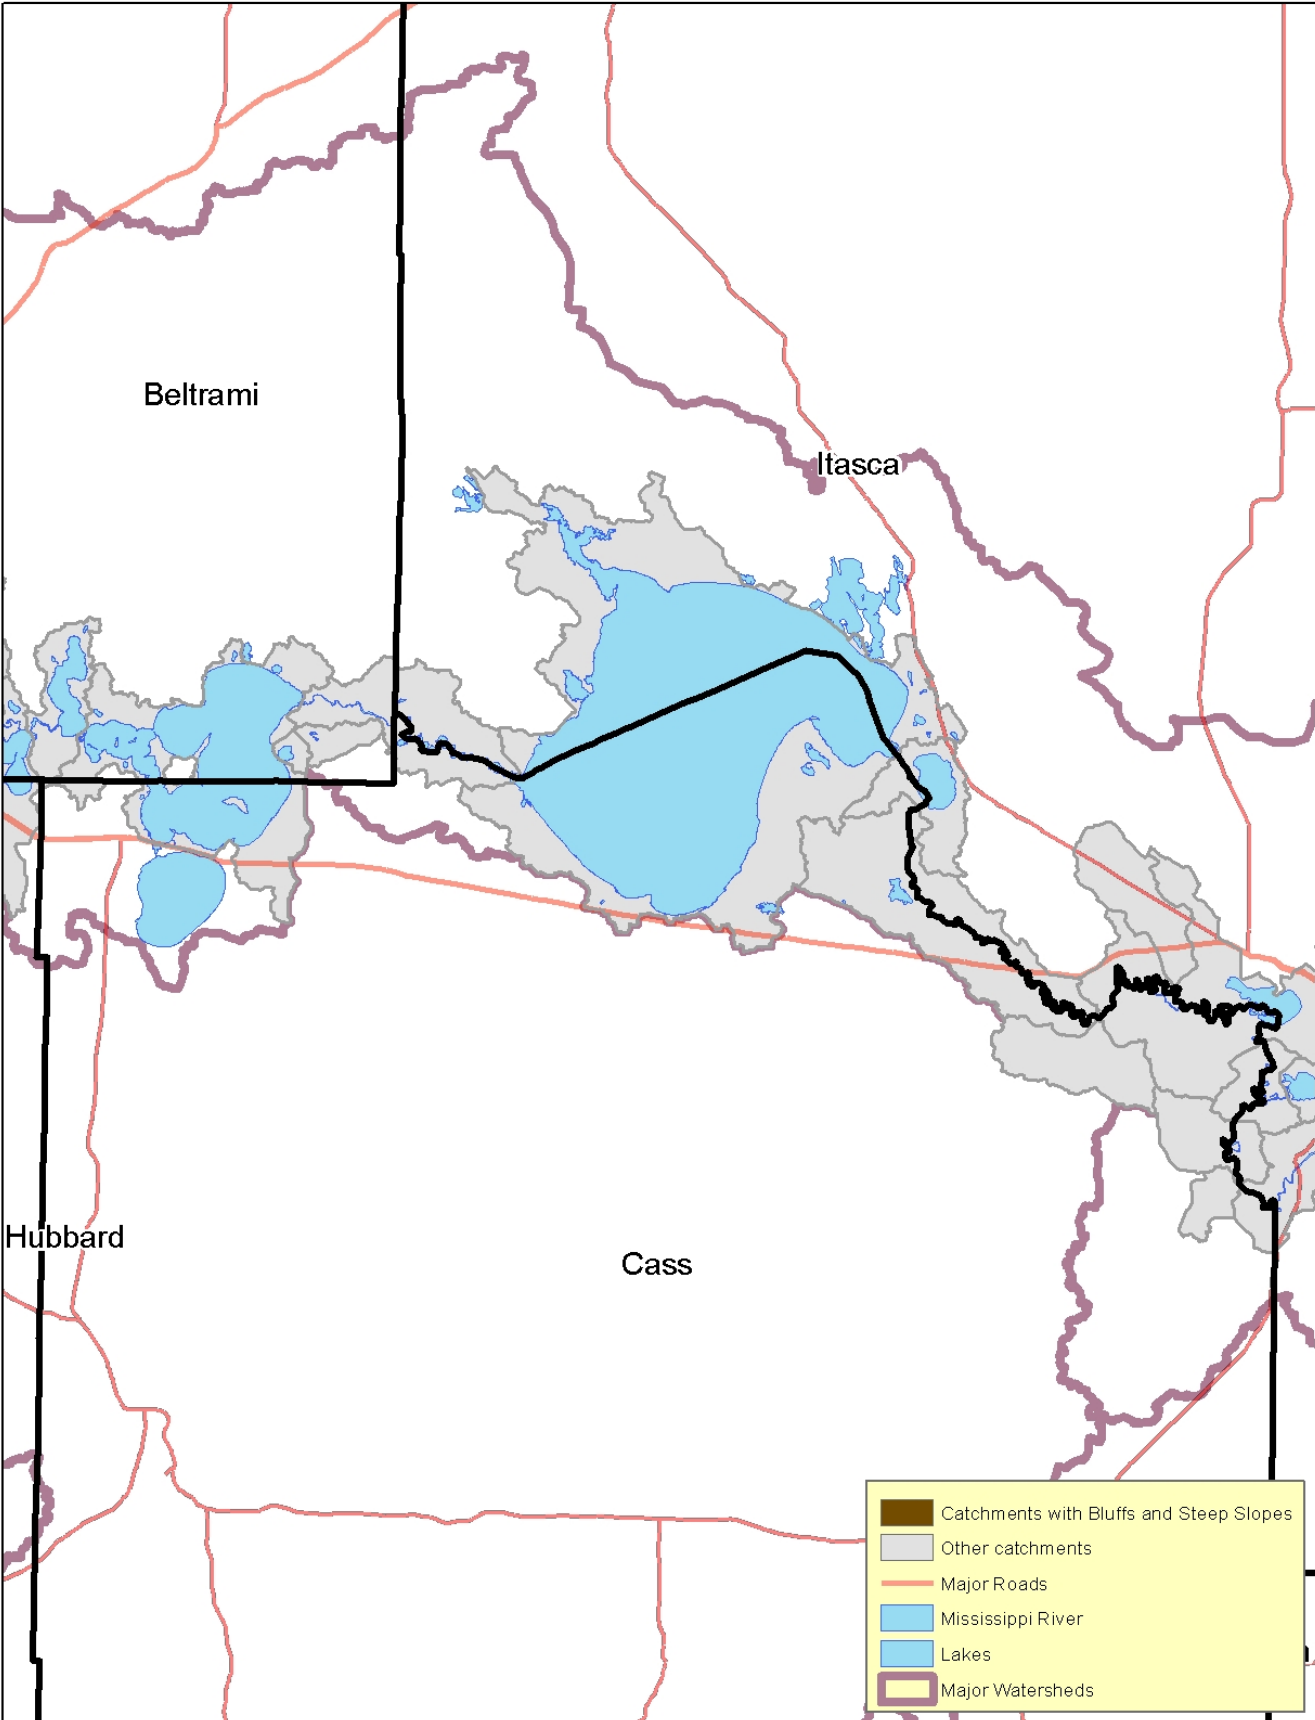 Beltrami
Itasca
Hubbard
Cass
Catchments with Bluffs and Steep Slopes
Other catchments
Major Roads
Mississippi River
Lakes
Major Watersheds